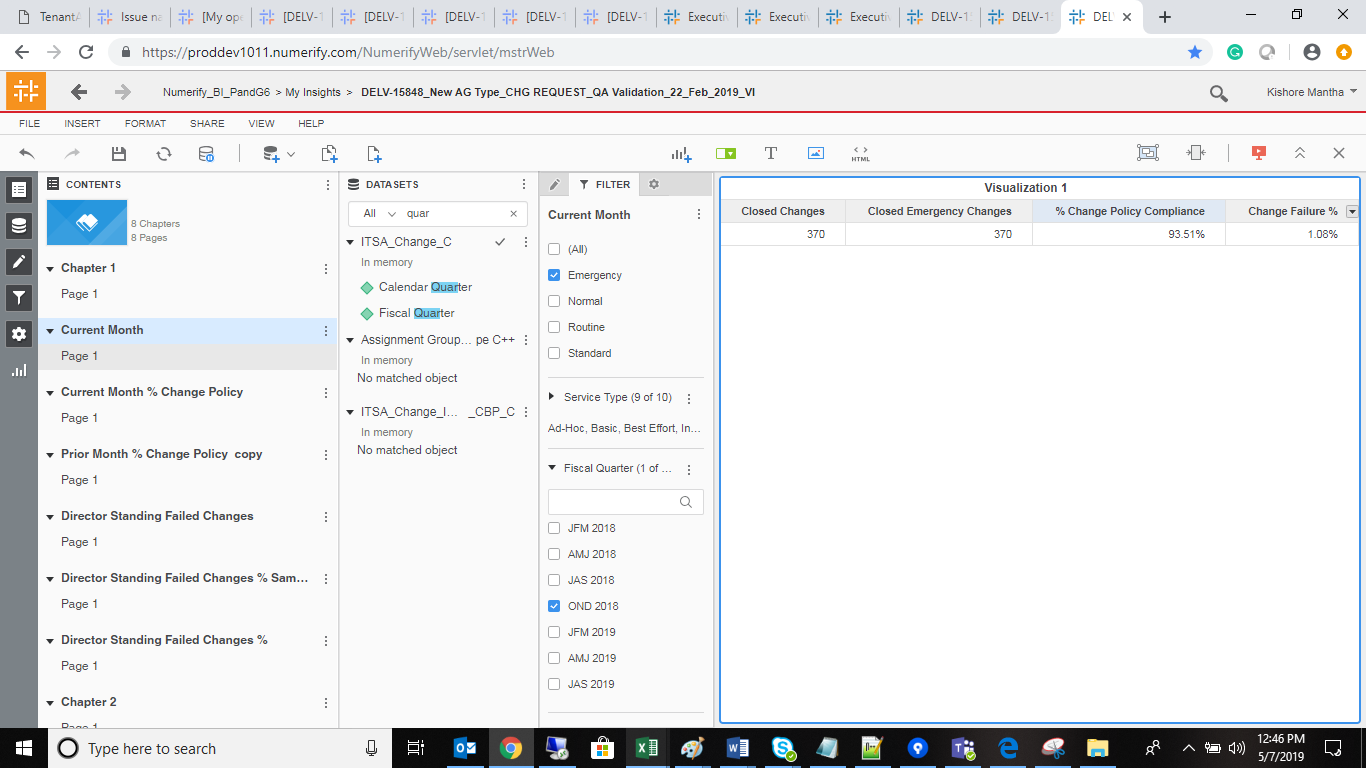 TenantA
Issue na
[My ope
[DELV-1
[DELV-1
[DELV-1
[DELV-1
[DELV-1
Executiv
Executiv
Executiv
DELV-15
DELV-15
DEL
https://proddev1011.numerify.com/NumerifyWeb/servlet/mstrWeb
Numerify_BI_PandG6 > My Insights > DELV-15848_New AG Type_CHG REQUEST_QA Validation_22_Feb_2019_VI
Kishore Mantha
FILE INSERT FORMAT SHARE VIEW HELP
HTML
CONTENTS
8 Chapters
8 Pages
Chapter 1
Page 1
Current Month
Page 1
Current Month % Change Policy
Page 1
Prior Month % Change Policy copy
Page 1
Director Standing Failed Changes
Page 1
Director Standing Failed Changes % Sam...
Page 1
Director Standing Failed Changes %
Page 1
Chapter 2
Page 1
DATASETS
All quar
ITSA_Change_C
In memory
Calendar Quarter
Fiscal Quarter
Assignment Group... pe C++
In memory
No matched object
ITSA_Change_I... _CBP_C
In memory
No matched object
FILTER
Current Month
(All)
Emergency
Normal
Routine
Standard
Service Type (9 of 10)
Ad-Hoc, Basic, Best Effort, In...
Fiscal Quarter (1 of ...
JFM 2018
AMJ 2018
JAS 2018
OND 2018
JFM 2019
AMJ 2019
JAS 2019
Visualization 1
Closed Changes Closed Emergency Changes % Change Policy Compliance Change Failure %
370 370 93.51% 1.08%
Type here to search
12:46 PM
5/7/2019